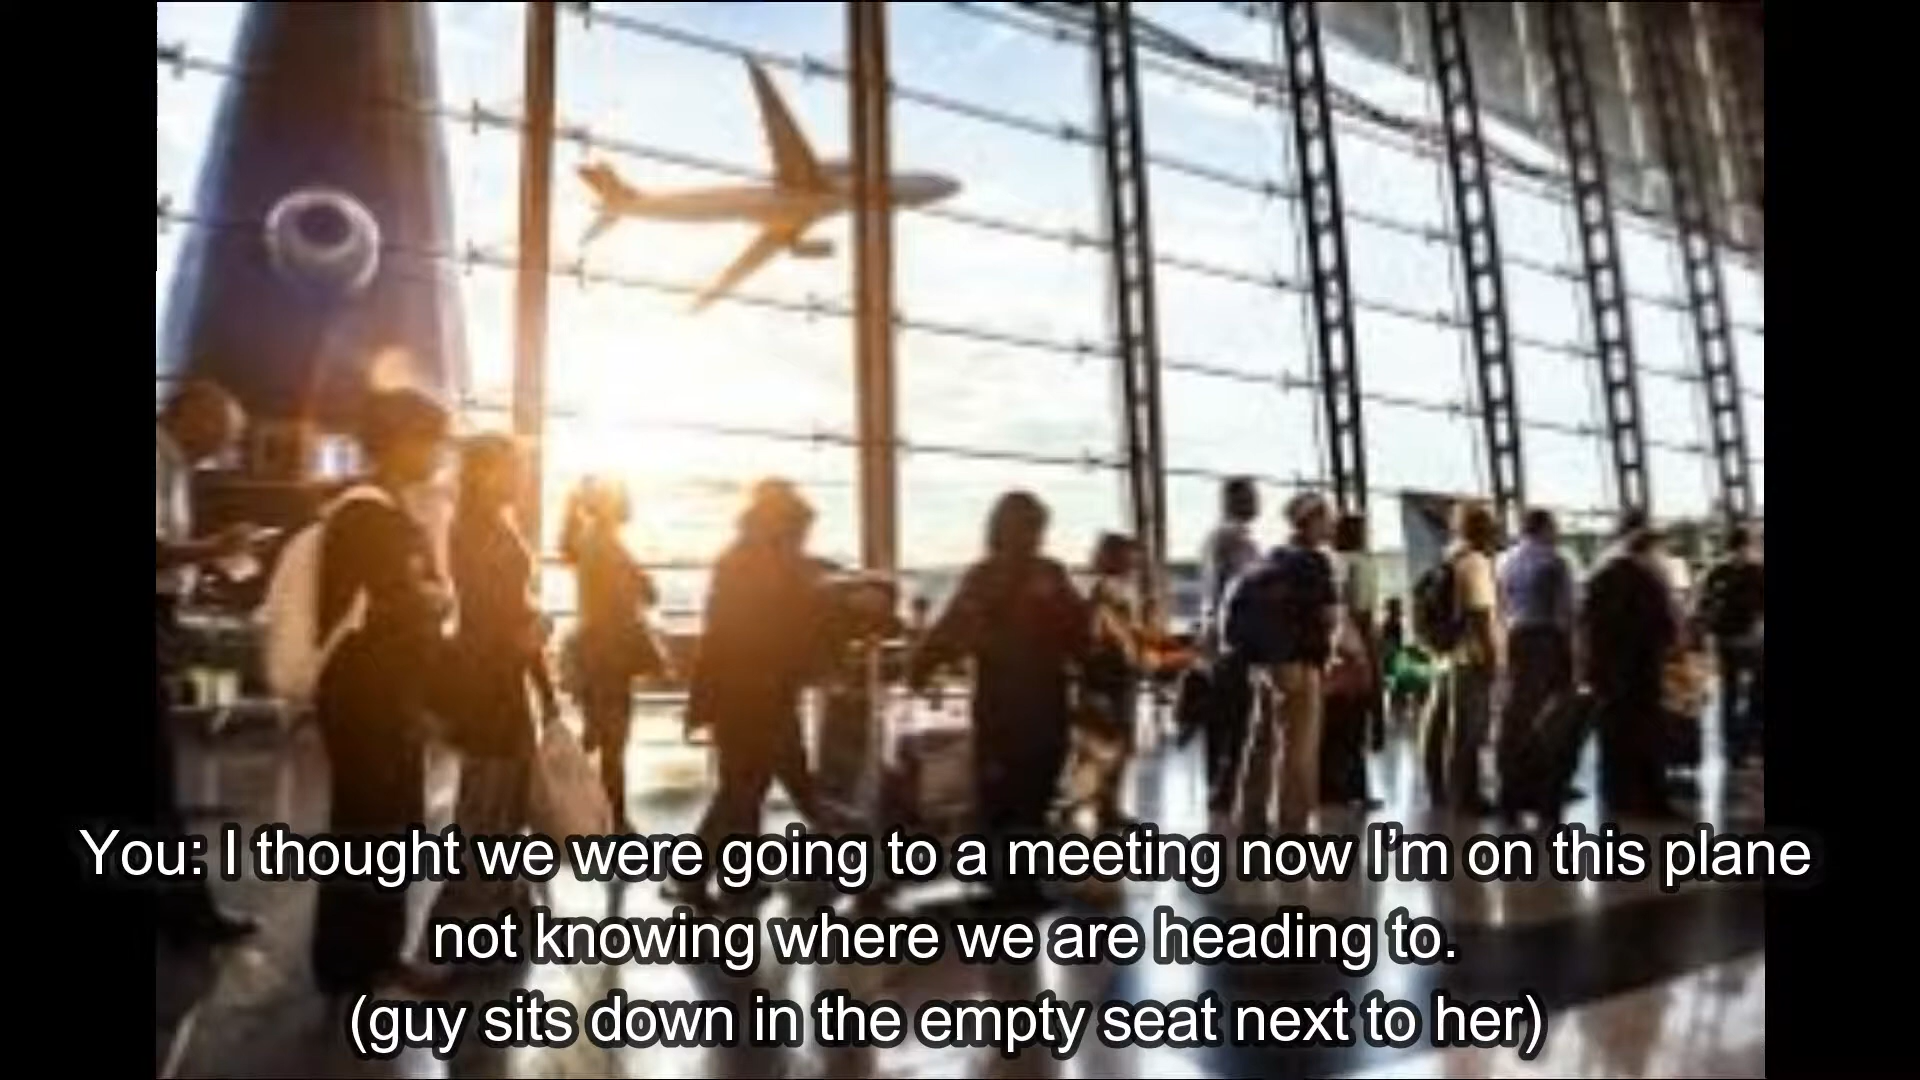 You: I thought we were going to a meeting now I’m on this plane
not knowing where we are heading to.
(guy sits down in the empty seat next to her)